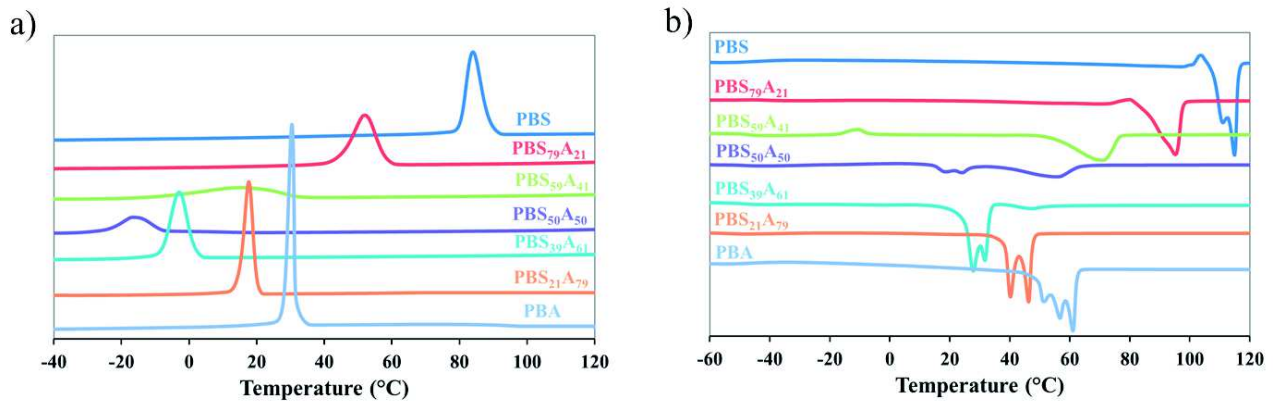 a)
PBS
PBS₇₉A₂₁
PBS₅₉A₄₁
PBS₅₀A₅₀
PBS₃₉A₆₁
PBS₂₁A₇₉
PBA
-40 -20 0 20 40 60 80 100 120
Temperature (°C)
b)
PBS
PBS₇₉A₂₁
PBS₅₉A₄₁
PBS₅₀A₅₀
PBS₃₉A₆₁
PBS₂₁A₇₉
PBA
-60 -40 -20 0 20 40 60 80 100 120
Temperature (°C)